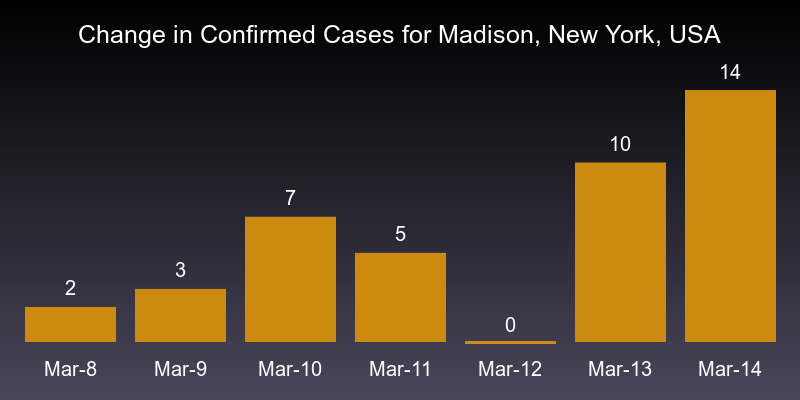 Change in Confirmed Cases for Madison, New York, USA
2 3 7 5 0 10 14
Mar-8 Mar-9 Mar-10 Mar-11 Mar-12 Mar-13 Mar-14